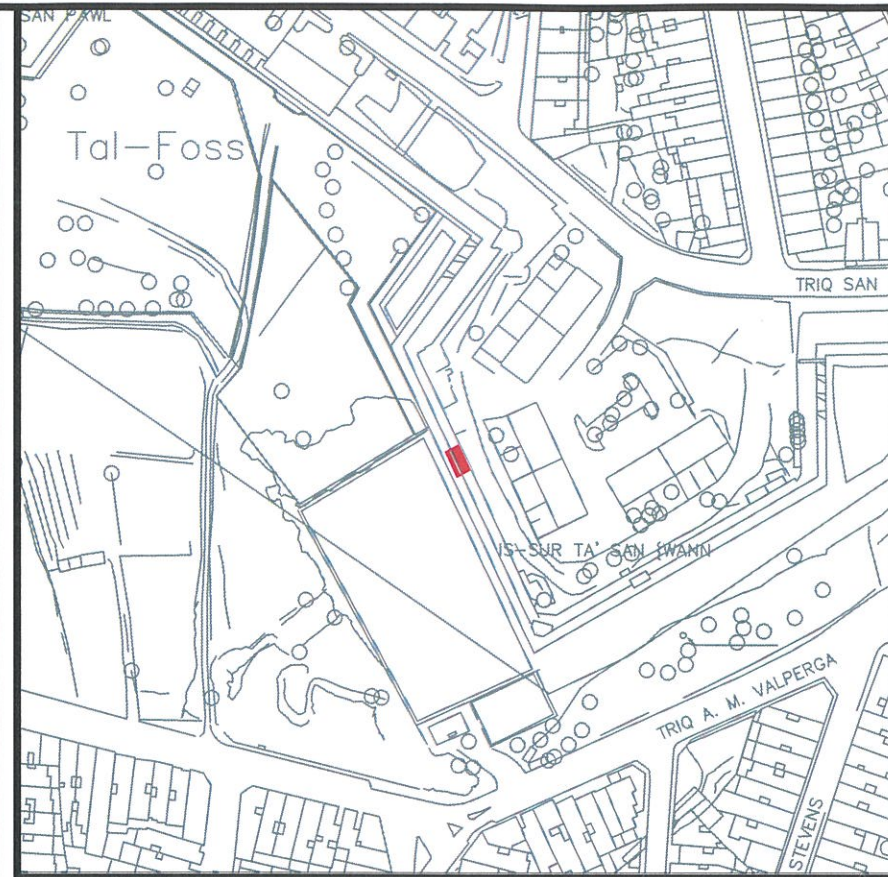 SAN PAWL
Tal-Foss
TRIQ SAN
IS-SUR TA' SAN ĠWANN
TRIQ A. M. VALPERGA
STEVENS